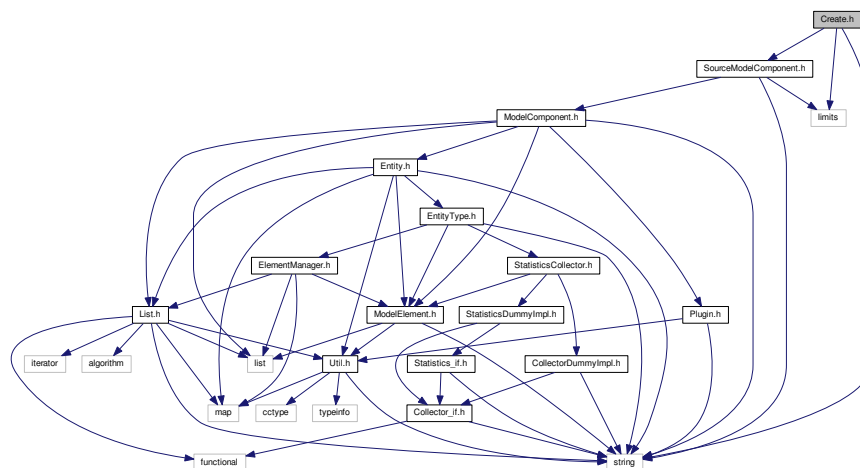 Create.h
SourceModelComponent.h
ModelComponent.h
limits
Entity.h
EntityType.h
ElementManager.h
StatisticsCollector.h
List.h
ModelElement.h
StatisticsDummyImpl.h
Plugin.h
iterator
algorithm
list
Util.h
Statistics_if.h
CollectorDummyImpl.h
map
cctype
typeinfo
Collector_if.h
functional
string